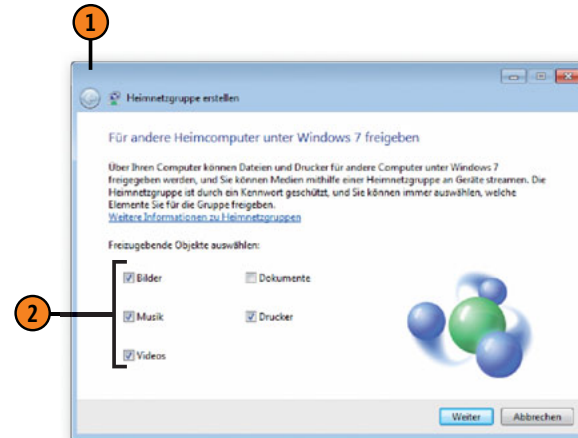 1
Heimnetzgruppe erstellen
Für andere Heimcomputer unter Windows 7 freigeben
Über Ihren Computer können Dateien und Drucker für andere Computer unter Windows 7
freigegeben werden, und Sie können Medien mithilfe einer Heimnetzgruppe an Geräte streamen. Die
Heimnetzgruppe ist durch ein Kennwort geschützt, und Sie können immer auswählen, welche
Elemente Sie für die Gruppe freigeben.
Weitere Informationen zu Heimnetzgruppen
Freizugebende Objekte auswählen:
Bilder Dokumente
2
Musik Drucker
Videos
Weiter Abbrechen